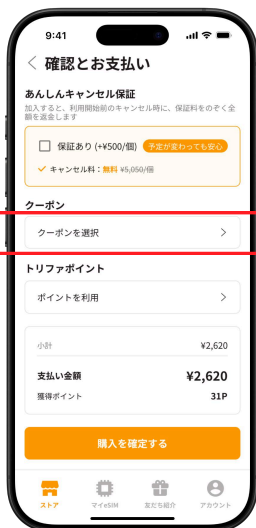 9:41
確認とお支払い
あんしんキャンセル保証
加入すると、利用開始前のキャンセル時に、保証料をのぞく全
額を返金します
保証あり (+¥500/個) 予定が変わっても安心
キャンセル料：無料 ¥5,050/個
クーポン
クーポンを選択
トリファポイント
ポイントを利用
小計 ¥2,620
支払い金額 ¥2,620
獲得ポイント 31P
購入を確定する
ストア マイeSIM 友だち紹介 アカウント